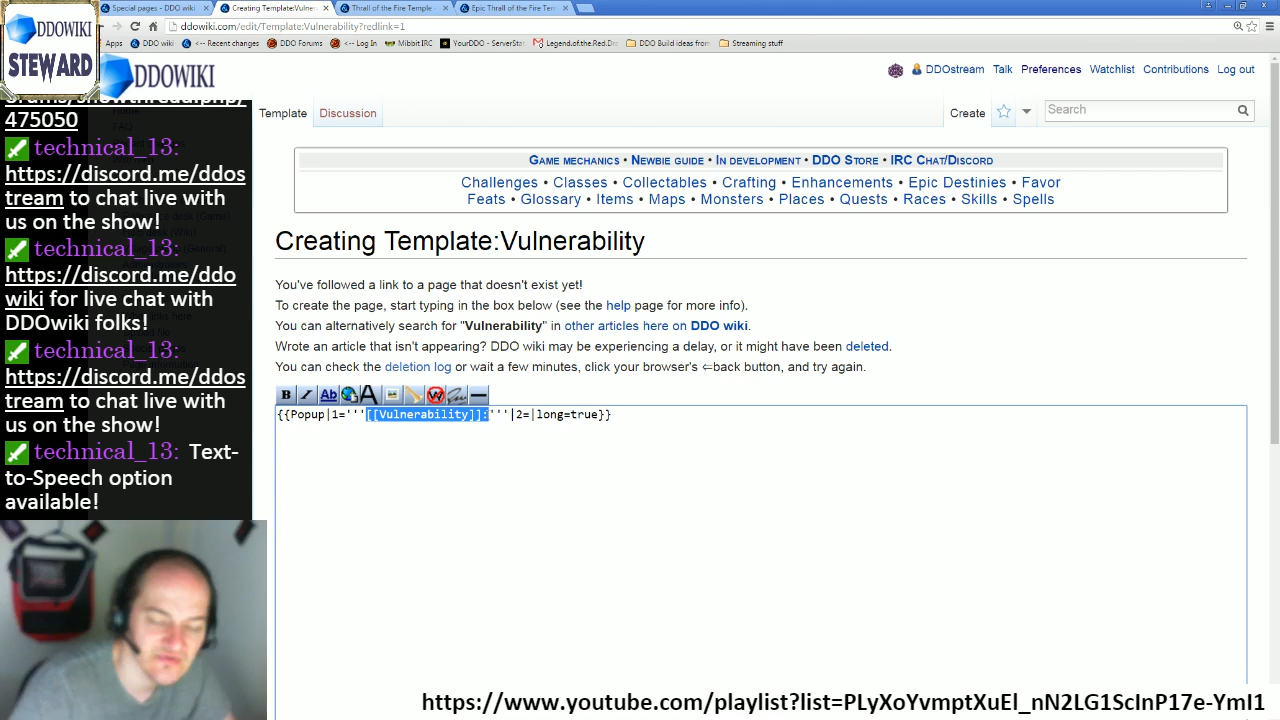 Special pages - DDO wiki
Creating Template:Vulner
Thrall of the Fire Temple -
Epic Thrall of the Fire Tem
ddowiki.com/edit/Template:Vulnerability?redlink=1
Apps
DDO wiki
<-- Recent changes
DDO Forums
<-- Log In
Mibbit IRC
YourDDO - ServerSta
Legend.of.the.Red.Dra
DDO Build ideas from
Streaming stuff
DDOWIKI
STEWARD
DDOWIKI
DDOstream
Talk
Preferences
Watchlist
Contributions
Log out
Template
Discussion
Create
Search
Game mechanics • Newbie guide • In development • DDO Store • IRC Chat/Discord
Challenges • Classes • Collectables • Crafting • Enhancements • Epic Destinies • Favor
Feats • Glossary • Items • Maps • Monsters • Places • Quests • Races • Skills • Spells
Creating Template:Vulnerability
You've followed a link to a page that doesn't exist yet!
To create the page, start typing in the box below (see the help page for more info).
You can alternatively search for "Vulnerability" in other articles here on DDO wiki.
Wrote an article that isn't appearing? DDO wiki may be experiencing a delay, or it might have been deleted.
You can check the deletion log or wait a few minutes, click your browser's ⇐back button, and try again.
{{Popup|1='''[[Vulnerability]]:'''|2=|long=true}}
orums/showthread.php/
475050
technical_13:
https://discord.me/ddos
tream to chat live with
us on the show!
technical_13:
https://discord.me/ddo
wiki for live chat with
DDOwiki folks!
technical_13:
https://discord.me/ddos
tream to chat live with
us on the show!
technical_13: Text-
to-Speech option
available!
https://www.youtube.com/playlist?list=PLyXoYvmptXuEl_nN2LG1ScInP17e-YmI1